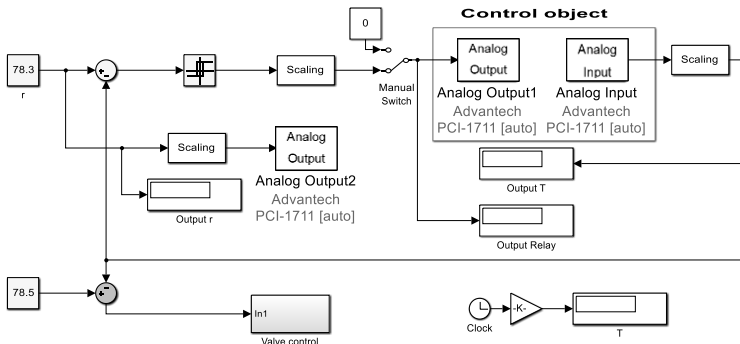 Control object
0
78.3
r
Scaling
Manual
Switch
Analog
Output
Analog Output1
Advantech
PCI-1711 [auto]
Analog
Input
Analog Input
Advantech
PCI-1711 [auto]
Scaling
Scaling
Analog
Output
Analog Output2
Advantech
PCI-1711 [auto]
Output r
Output T
Output Relay
78.5
In1
Valve control
Clock
-K-
T